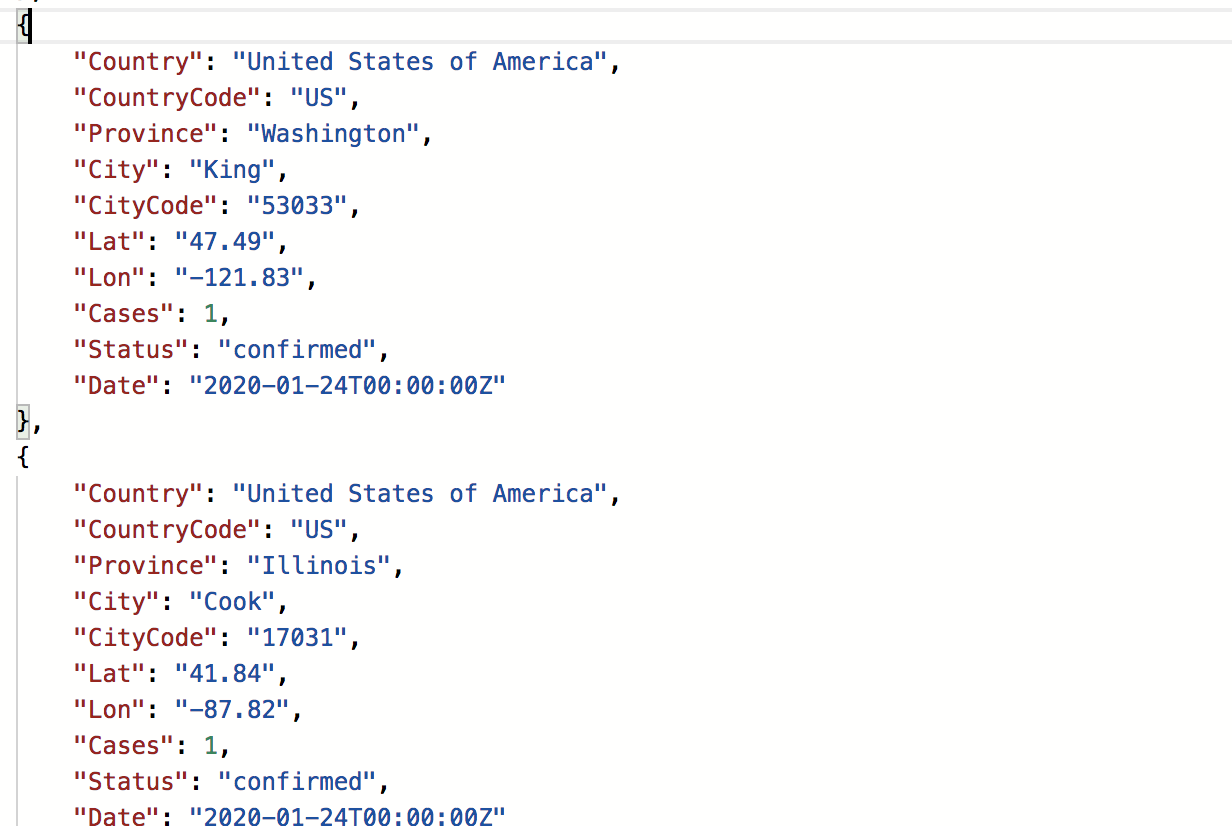 {
    "Country": "United States of America",
    "CountryCode": "US",
    "Province": "Washington",
    "City": "King",
    "CityCode": "53033",
    "Lat": "47.49",
    "Lon": "-121.83",
    "Cases": 1,
    "Status": "confirmed",
    "Date": "2020-01-24T00:00:00Z"
},
{
    "Country": "United States of America",
    "CountryCode": "US",
    "Province": "Illinois",
    "City": "Cook",
    "CityCode": "17031",
    "Lat": "41.84",
    "Lon": "-87.82",
    "Cases": 1,
    "Status": "confirmed",
    "Date": "2020-01-24T00:00:00Z"